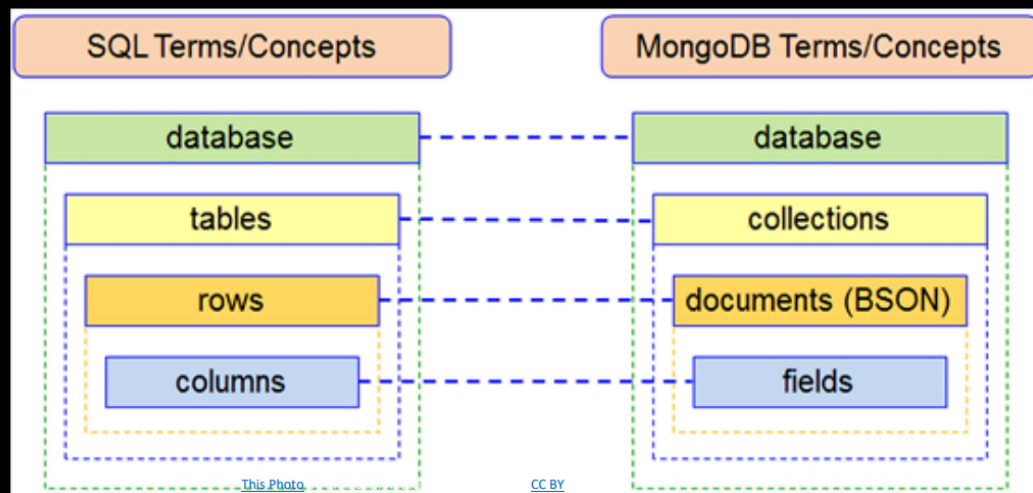 SQL Terms/Concepts
MongoDB Terms/Concepts
database
database
tables
collections
rows
documents (BSON)
columns
fields
This Photo
CC BY